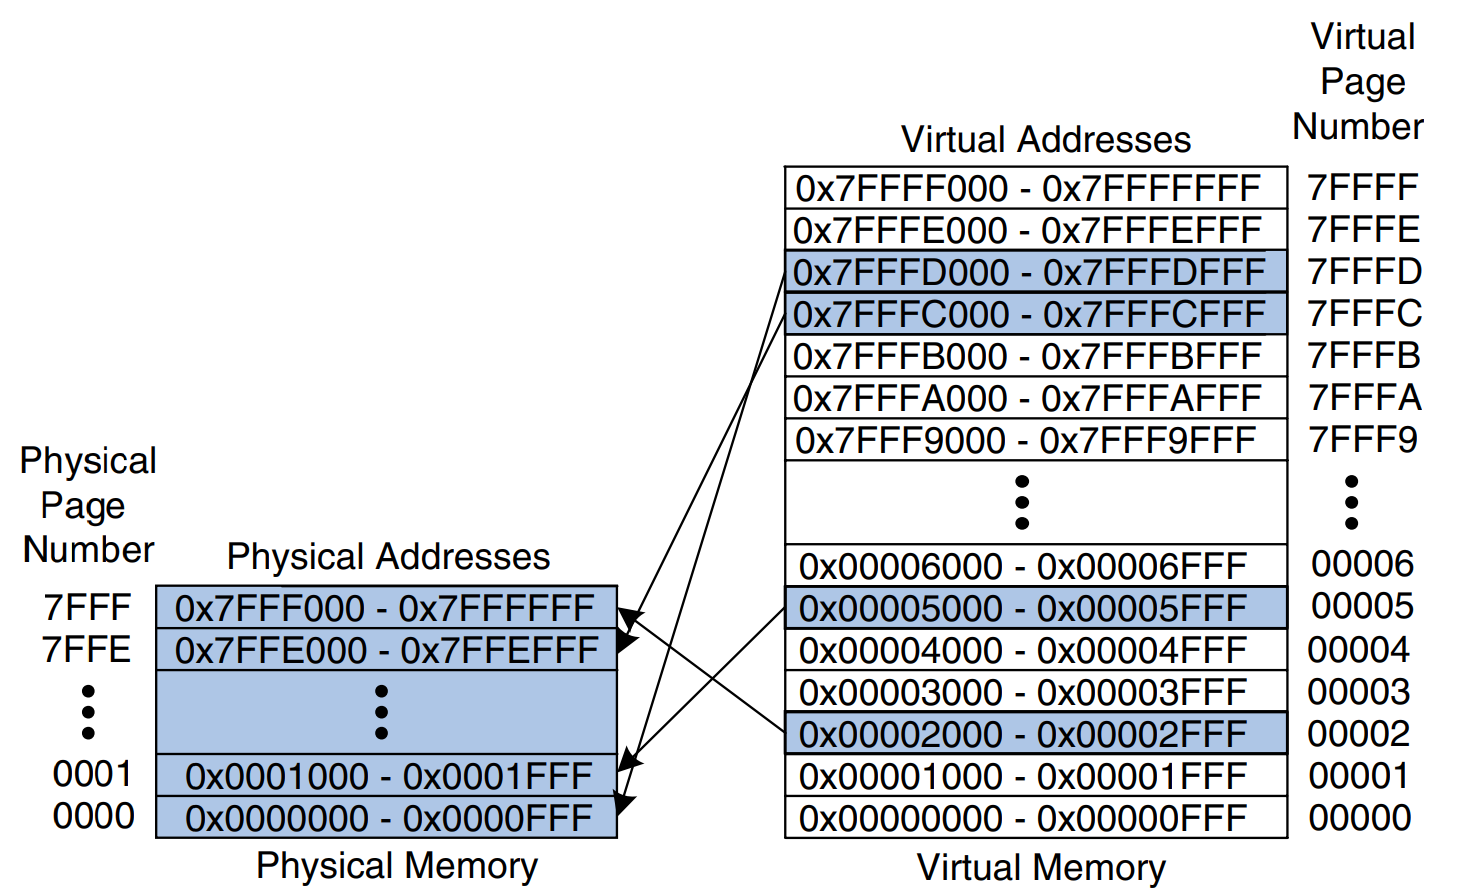 Virtual
Page
Number
Virtual Addresses
0x7FFFF000 - 0x7FFFFFFF 7FFFF
0x7FFFE000 - 0x7FFFEFFF 7FFFE
0x7FFFD000 - 0x7FFFDFFF 7FFFD
0x7FFFC000 - 0x7FFFCFFF 7FFFC
0x7FFFB000 - 0x7FFFBFFF 7FFFB
0x7FFFA000 - 0x7FFFAFFF 7FFFA
0x7FFF9000 - 0x7FFF9FFF 7FFF9
0x00006000 - 0x00006FFF 00006
0x00005000 - 0x00005FFF 00005
0x00004000 - 0x00004FFF 00004
0x00003000 - 0x00003FFF 00003
0x00002000 - 0x00002FFF 00002
0x00001000 - 0x00001FFF 00001
0x00000000 - 0x00000FFF 00000
Virtual Memory
Physical
Page
Number
Physical Addresses
7FFF 0x7FFF000 - 0x7FFFFFF
7FFE 0x7FFE000 - 0x7FFEFFF
0001 0x0001000 - 0x0001FFF
0000 0x0000000 - 0x0000FFF
Physical Memory